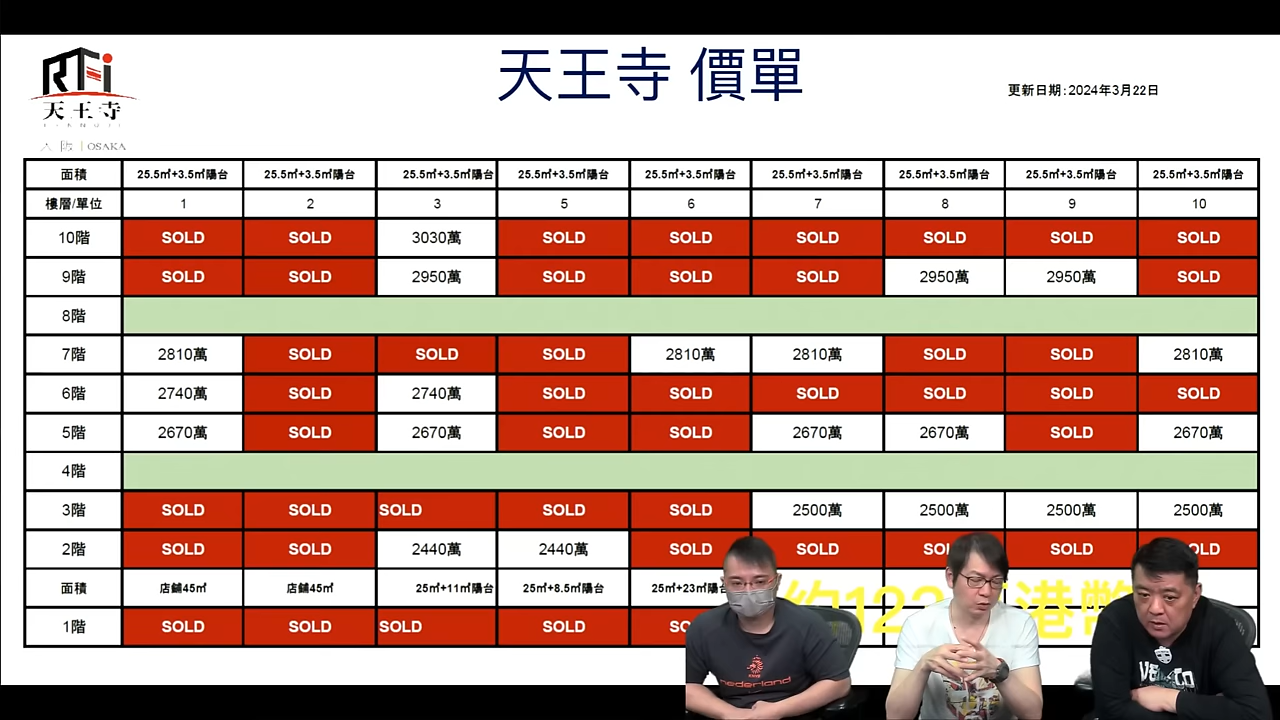 RTi
天王寺
大阪 | OSAKA
天王寺 價單
更新日期：2024年3月22日
面積 25.5㎡+3.5㎡陽台 25.5㎡+3.5㎡陽台 25.5㎡+3.5㎡陽台 25.5㎡+3.5㎡陽台 25.5㎡+3.5㎡陽台 25.5㎡+3.5㎡陽台 25.5㎡+3.5㎡陽台 25.5㎡+3.5㎡陽台 25.5㎡+3.5㎡陽台
樓層/單位 1 2 3 5 6 7 8 9 10
10階 SOLD SOLD 3030萬 SOLD SOLD SOLD SOLD SOLD SOLD
9階 SOLD SOLD 2950萬 SOLD SOLD SOLD 2950萬 2950萬 SOLD
8階
7階 2810萬 SOLD SOLD SOLD 2810萬 2810萬 SOLD SOLD 2810萬
6階 2740萬 SOLD 2740萬 SOLD SOLD SOLD SOLD SOLD SOLD
5階 2670萬 SOLD 2670萬 SOLD SOLD 2670萬 2670萬 SOLD 2670萬
4階
3階 SOLD SOLD SOLD SOLD SOLD 2500萬 2500萬 2500萬 2500萬
2階 SOLD SOLD 2440萬 2440萬 SOLD SOLD SOLD SOLD
面積 店鋪45㎡ 店鋪45㎡ 25㎡+11㎡陽台 25㎡+8.5㎡陽台 25㎡+23㎡陽
約122 港幣
1階 SOLD SOLD SOLD SOLD
nederland